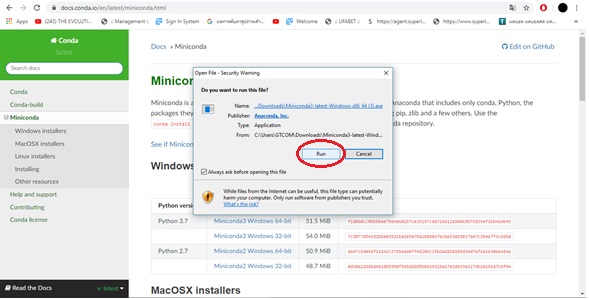 docs.conda.io/en/latest/miniconda.html
Apps
YouTube
(243) THE EVOLUTI...
:: Management ::
Sign In System
:: UFABET ::
https://agent.superl...
https://www.superl...
Conda
latest
Search docs
Conda
Conda-build
Miniconda
Windows installers
MacOSX installers
Linux installers
Installing
Other resources
Help and support
Contributing
Conda license
Read the Docs
v: latest
Docs » Miniconda
Edit on GitHub
Minicon
Miniconda is a
Anaconda that includes only conda, Python, the
packages they
g pip, zlib and a few others. Use the
conda install
nda repository.
See if Minicond
Windows
Open File - Security Warning
Do you want to run this file?
Name: ...Downloads\Miniconda3-latest-Windows-x86_64 (3).exe
Publisher: Anaconda, Inc.
Type: Application
From: C:\Users\GTCOM\Downloads\Miniconda3-latest-Wind...
Run
Cancel
Always ask before opening this file
While files from the Internet can be useful, this file type can potentially
harm your computer. Only run software from publishers you trust.
What's the risk?
Python version
Python 3.7
Miniconda3 Windows 64-bit
51.5 MiB
Miniconda3 Windows 32-bit
54.0 MiB
Python 2.7
Miniconda2 Windows 64-bit
50.9 MiB
Miniconda2 Windows 32-bit
48.7 MiB
MacOSX installers